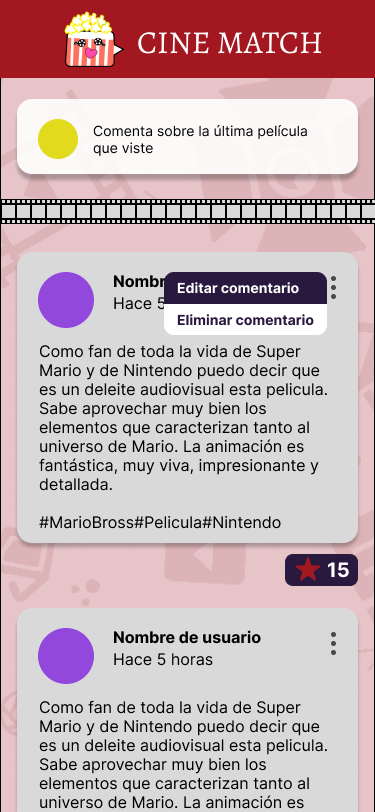 CINE MATCH
Comenta sobre la última película
que viste
Editar comentario
Hace 5
Eliminar comentario
Como fan de toda la vida de Super
Mario y de Nintendo puedo decir que
es un deleite audiovisual esta pelicula.
Sabe aprovechar muy bien los
elementos que caracterizan tanto al
universo de Mario. La animación es
fantástica, muy viva, impresionante y
detallada.
#MarioBross#Pelicula#Nintendo
15
Nombre de usuario
Hace 5 horas
Como fan de toda la vida de Super
Mario y de Nintendo puedo decir que
es un deleite audiovisual esta pelicula.
Sabe aprovechar muy bien los
elementos que caracterizan tanto al
universo de Mario. La animación es